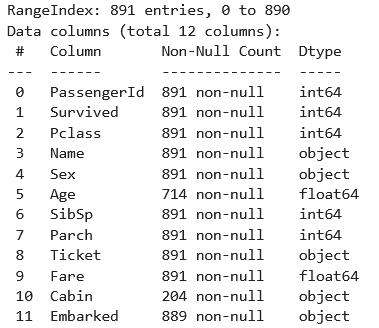 RangeIndex: 891 entries, 0 to 890
Data columns (total 12 columns):
 #   Column       Non-Null Count  Dtype
---  ------       --------------  -----
 0   PassengerId  891 non-null    int64
 1   Survived     891 non-null    int64
 2   Pclass       891 non-null    int64
 3   Name         891 non-null    object
 4   Sex          891 non-null    object
 5   Age          714 non-null    float64
 6   SibSp        891 non-null    int64
 7   Parch        891 non-null    int64
 8   Ticket       891 non-null    object
 9   Fare         891 non-null    float64
 10  Cabin        204 non-null    object
 11  Embarked     889 non-null    object